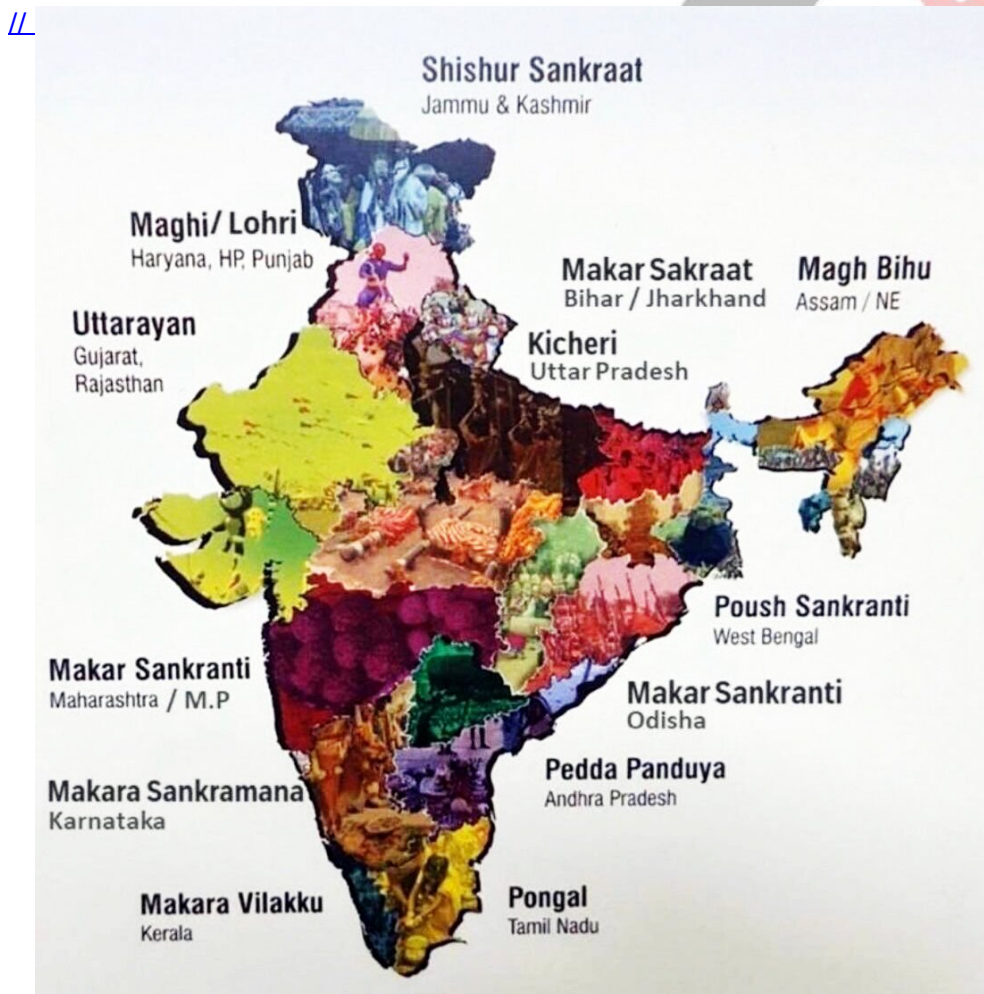 //
Shishur Sankraat
Jammu & Kashmir
Maghi/ Lohri
Haryana, HP, Punjab
Makar Sakraat
Bihar / Jharkhand
Magh Bihu
Assam / NE
Uttarayan
Gujarat,
Rajasthan
Kicheri
Uttar Pradesh
Poush Sankranti
West Bengal
Makar Sankranti
Maharashtra / M.P
Makar Sankranti
Odisha
Pedda Panduya
Andhra Pradesh
Makara Sankramana
Karnataka
Makara Vilakku
Kerala
Pongal
Tamil Nadu